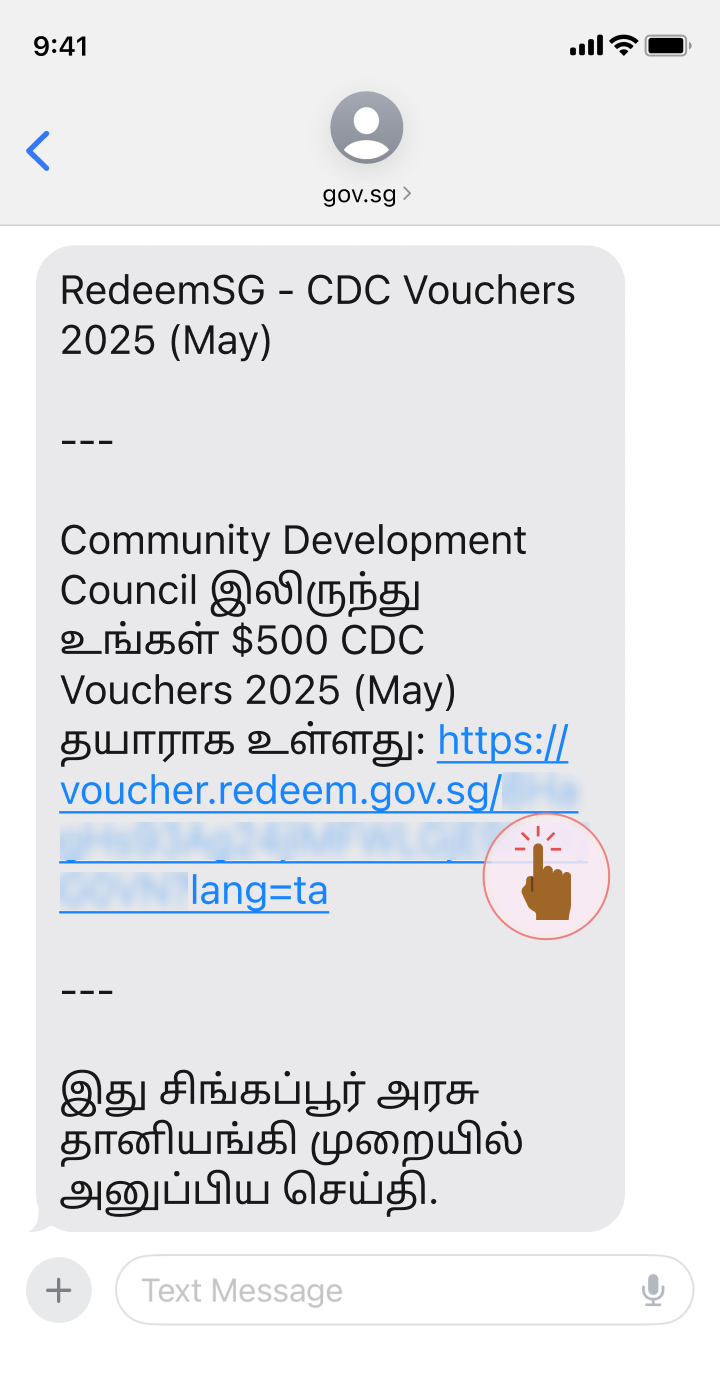 9:41
gov.sg
RedeemSG - CDC Vouchers
2025 (May)
---
Community Development
Council இலிருந்து
உங்கள் $500 CDC
Vouchers 2025 (May)
தயாராக உள்ளது: https://
voucher.redeem.gov.sg/
lang=ta
---
இது சிங்கப்பூர் அரசு
தானியங்கி முறையில்
அனுப்பிய செய்தி.
Text Message